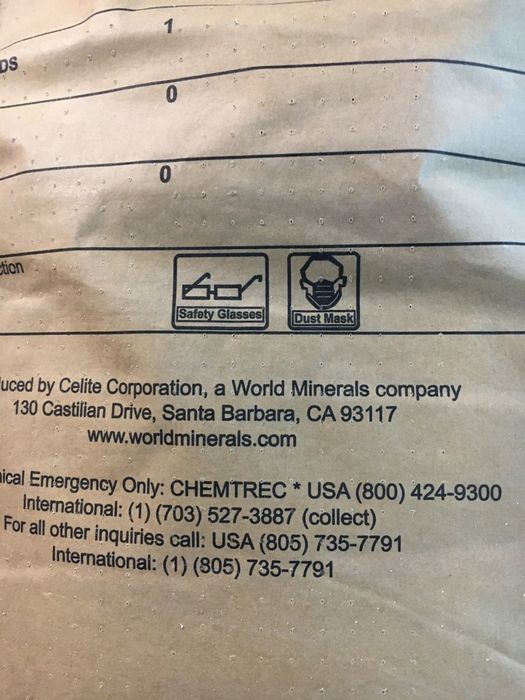 1
DS
0
0
ction
Safety Glasses
Dust Mask
uced by Celite Corporation, a World Minerals company
130 Castilian Drive, Santa Barbara, CA 93117
www.worldminerals.com
ical Emergency Only: CHEMTREC * USA (800) 424-9300
International: (1) (703) 527-3887 (collect)
For all other inquiries call: USA (805) 735-7791
International: (1) (805) 735-7791